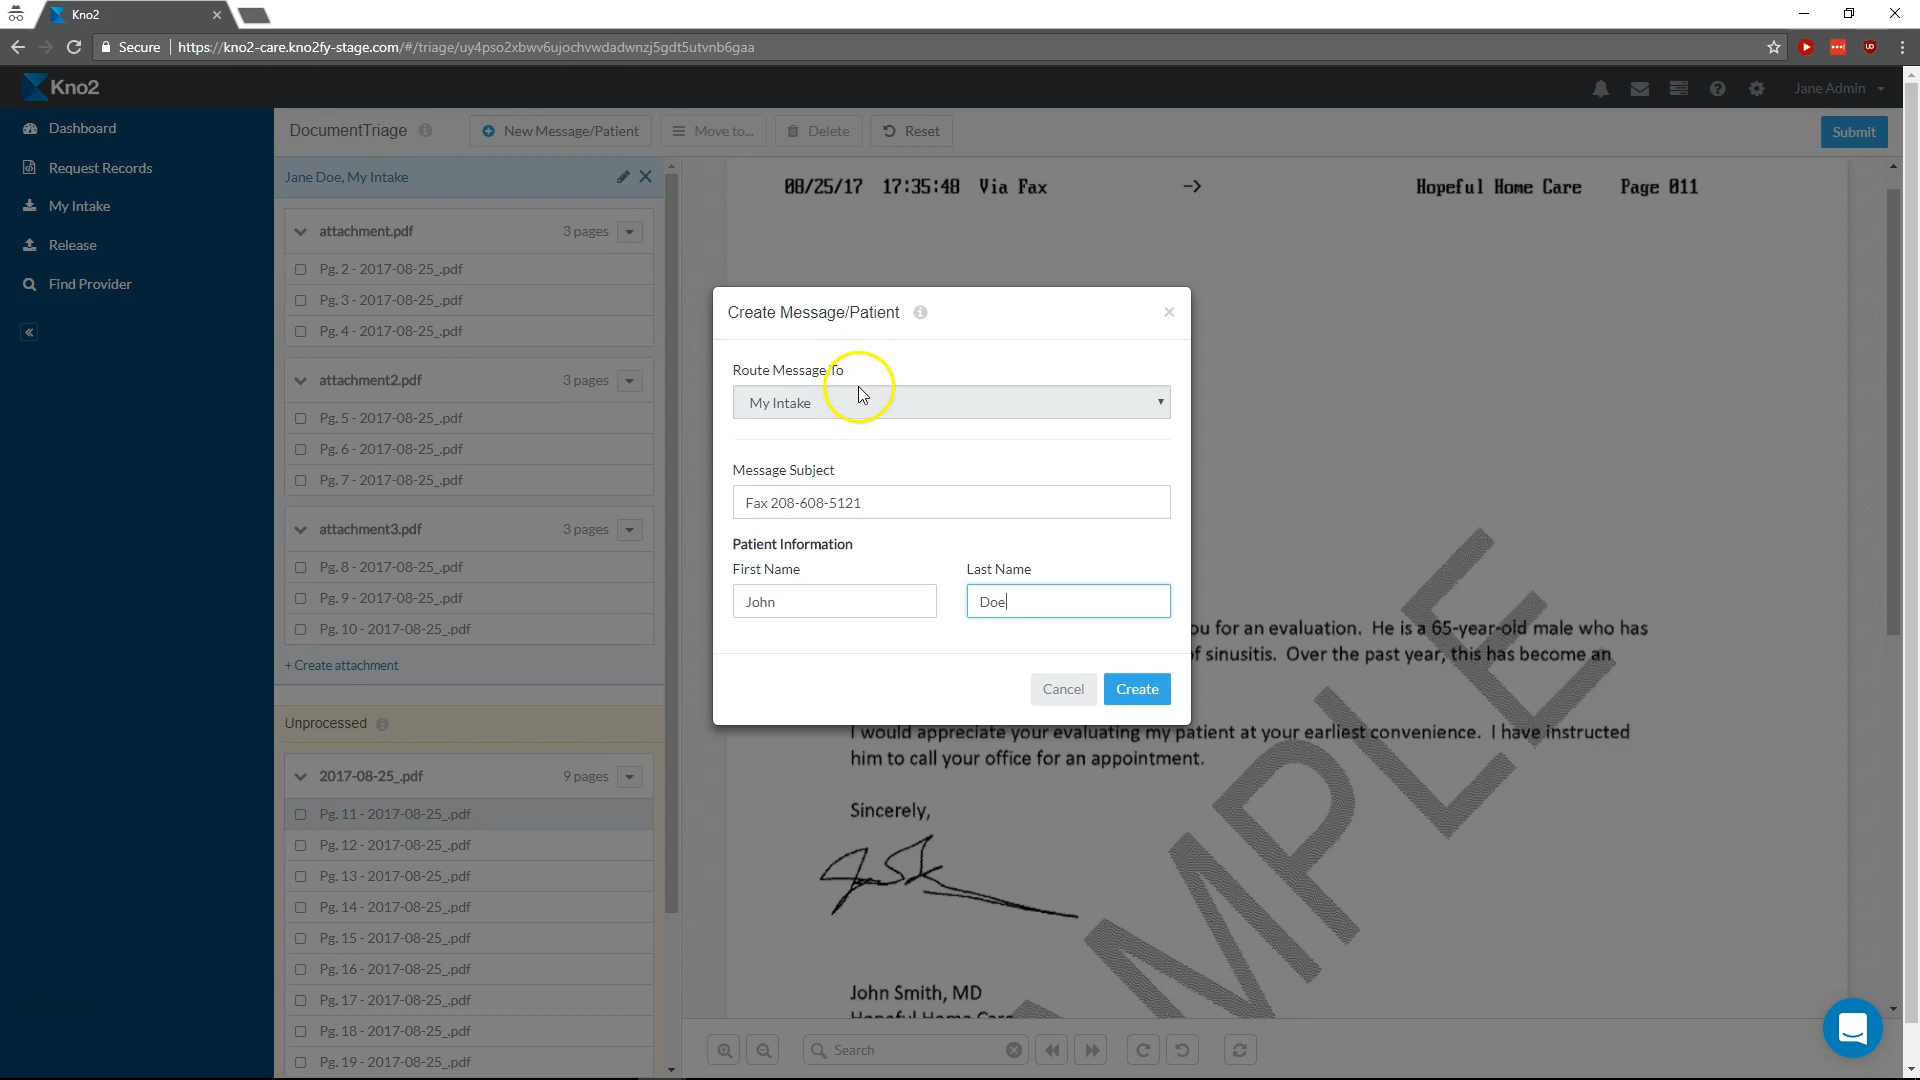 Kno2
Secure
https://kno2-care.kno2fy-stage.com/#/triage/uy4pso2xbwv6ujochvwdadwnzj5gdt5utvnb6gaa
Kno2
Jane Admin
Dashboard
Request Records
My Intake
Release
Find Provider
DocumentTriage
New Message/Patient
Move to...
Delete
Reset
Submit
Jane Doe, My Intake
attachment.pdf 3 pages
Pg. 2 - 2017-08-25_.pdf
Pg. 3 - 2017-08-25_.pdf
Pg. 4 - 2017-08-25_.pdf
attachment2.pdf 3 pages
Pg. 5 - 2017-08-25_.pdf
Pg. 6 - 2017-08-25_.pdf
Pg. 7 - 2017-08-25_.pdf
attachment3.pdf 3 pages
Pg. 8 - 2017-08-25_.pdf
Pg. 9 - 2017-08-25_.pdf
Pg. 10 - 2017-08-25_.pdf
+ Create attachment
Unprocessed
2017-08-25_.pdf 9 pages
Pg. 11 - 2017-08-25_.pdf
Pg. 12 - 2017-08-25_.pdf
Pg. 13 - 2017-08-25_.pdf
Pg. 14 - 2017-08-25_.pdf
Pg. 15 - 2017-08-25_.pdf
Pg. 16 - 2017-08-25_.pdf
Pg. 17 - 2017-08-25_.pdf
Pg. 18 - 2017-08-25_.pdf
Pg. 19 - 2017-08-25_.pdf
08/25/17 17:35:48 Via Fax -> Hopeful Home Care Page 011
Create Message/Patient
Route Message To
My Intake
Message Subject
Fax 208-608-5121
Patient Information
First Name
Last Name
John
Doe
Cancel
Create
ou for an evaluation. He is a 65-year-old male who has
f sinusitis. Over the past year, this has become an
I would appreciate your evaluating my patient at your earliest convenience. I have instructed
him to call your office for an appointment.
Sincerely,
John Smith, MD
Hopeful Home Care
MPLE
Search